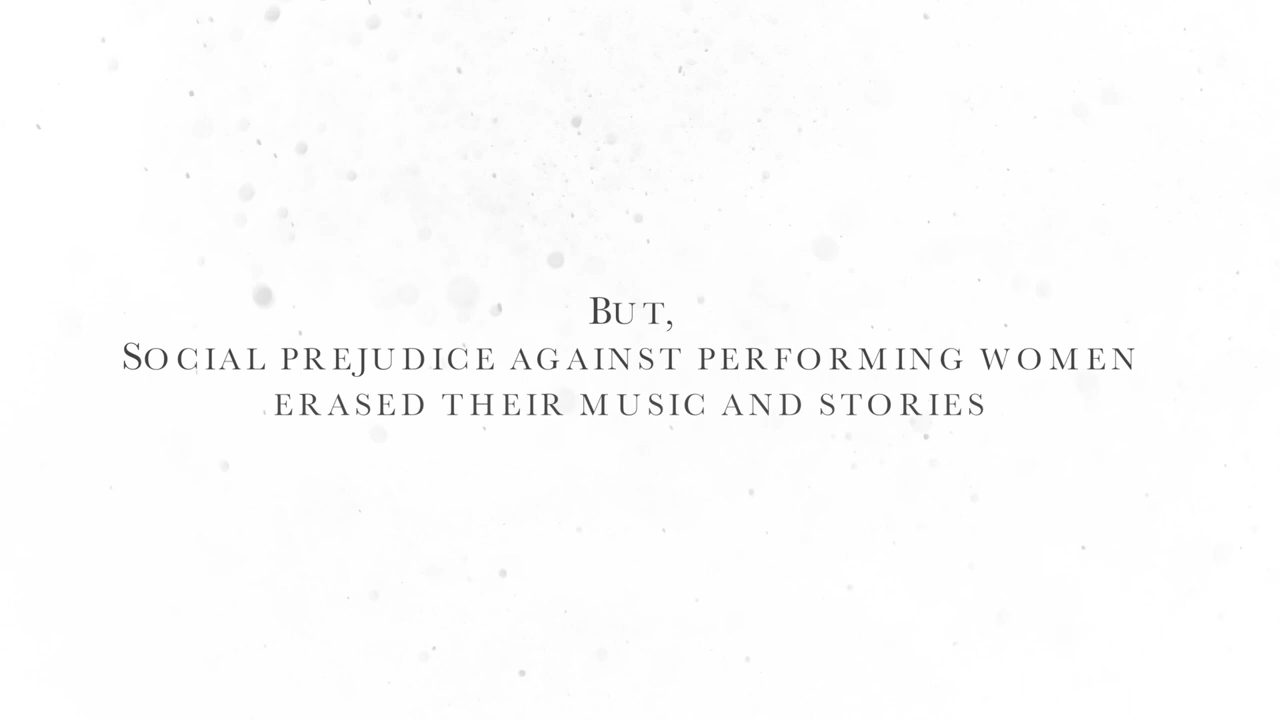 But,
Social prejudice against performing women
erased their music and stories